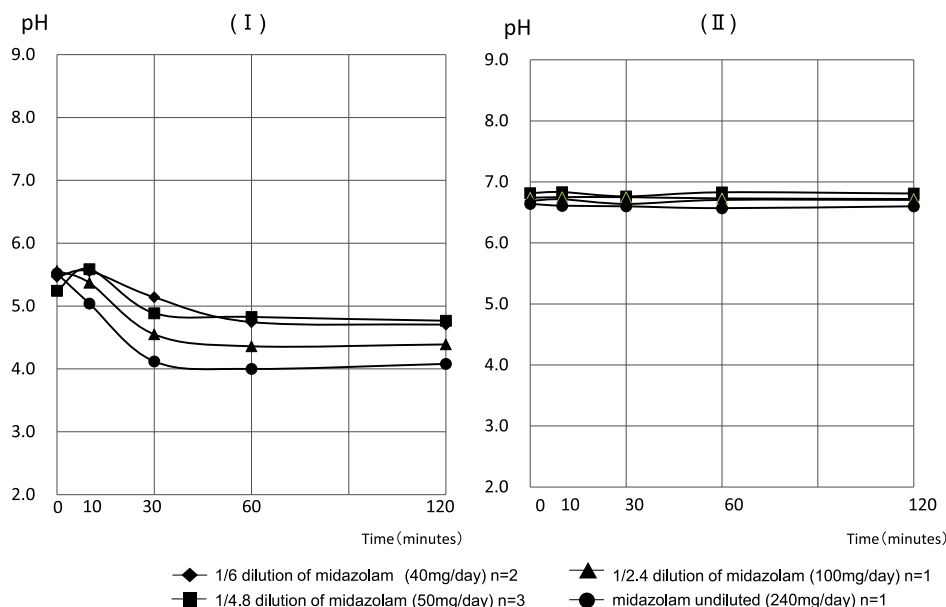 pH
( Ⅰ )
9.0
8.0
7.0
6.0
5.0
4.0
3.0
2.0
0 10 30 60 120
Time(minutes)
pH
(Ⅱ)
9.0
8.0
7.0
6.0
5.0
4.0
3.0
2.0
0 10 30 60 120
Time(minutes)
1/6 dilution of midazolam (40mg/day) n=2
1/4.8 dilution of midazolam (50mg/day) n=3
1/2.4 dilution of midazolam (100mg/day) n=1
midazolam undiluted (240mg/day) n=1